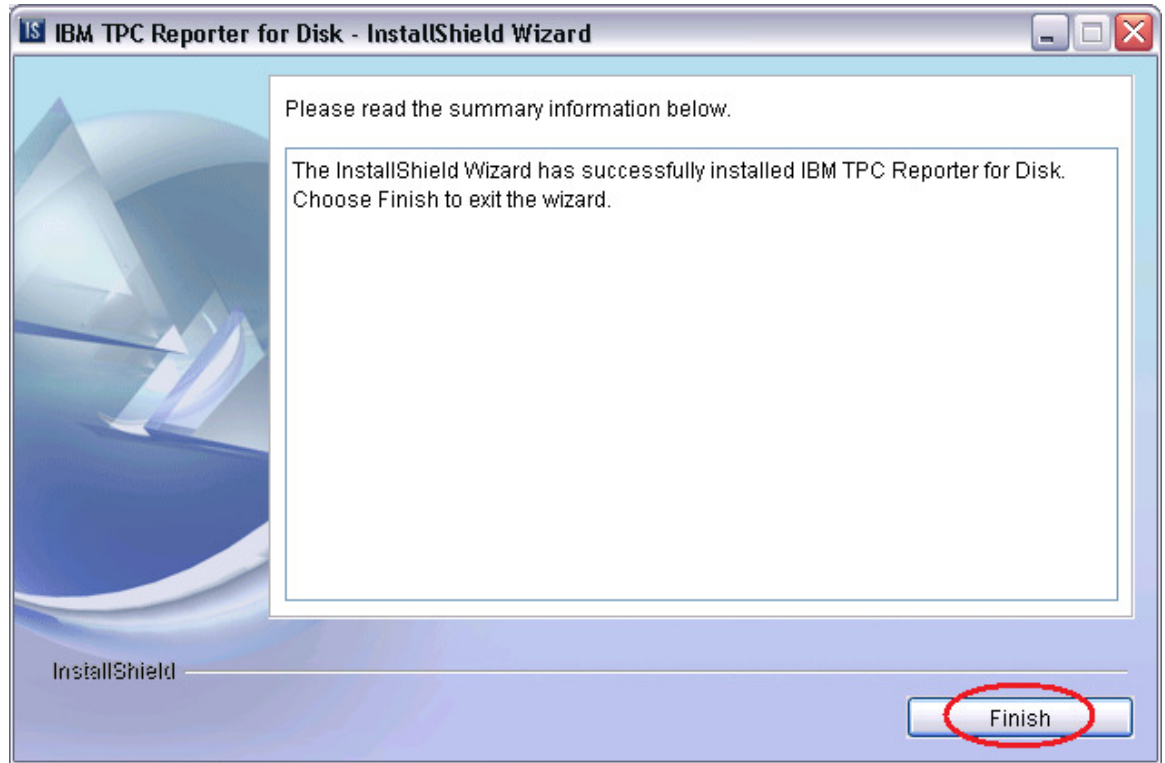 IS IBM TPC Reporter for Disk - InstallShield Wizard
Please read the summary information below.
The InstallShield Wizard has successfully installed IBM TPC Reporter for Disk.
Choose Finish to exit the wizard.
InstallShield
Finish